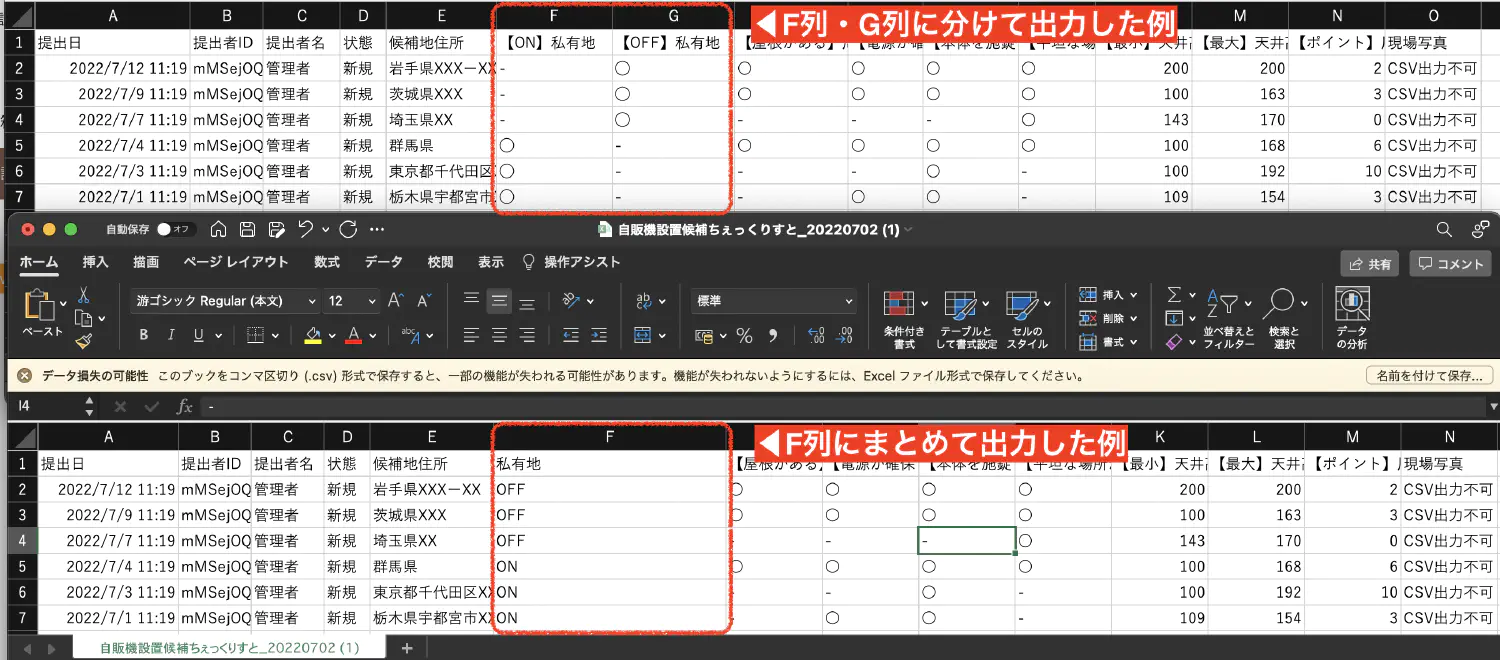 A B C D E F G M N O
◀F列・G列に分けて出力した例
1 提出日 提出者ID 提出者名 状態 候補地住所 【ON】私有地 【OFF】私有地 【最大】天井 【ポイント】 現場写真
2 2022/7/12 11:19 mMSejOQ 管理者 新規 岩手県XXX－XX - ○ ○ ○ ○ ○ 200 200 2 CSV出力不可
3 2022/7/9 11:19 mMSejOQ 管理者 新規 茨城県XXX - ○ ○ ○ ○ ○ 100 163 3 CSV出力不可
4 2022/7/7 11:19 mMSejOQ 管理者 新規 埼玉県XX - ○ - - - ○ 143 170 0 CSV出力不可
5 2022/7/4 11:19 mMSejOQ 管理者 新規 群馬県 ○ - ○ ○ ○ ○ 100 168 6 CSV出力不可
6 2022/7/3 11:19 mMSejOQ 管理者 新規 東京都千代田区 ○ - - - ○ - 100 192 10 CSV出力不可
7 2022/7/1 11:19 mMSejOQ 管理者 新規 栃木県宇都宮市 ○ - - ○ ○ - 109 154 3 CSV出力不可
自動保存 オフ 自販機設置候補ちぇっくりすと_20220702 (1)
ホーム 挿入 描画 ページ レイアウト 数式 データ 校閲 表示 操作アシスト 共有 コメント
ペースト 游ゴシック Regular (本文) 12 標準 条件付き書式 テーブルとして書式設定 セルのスタイル 挿入 削除 書式 並べ替えとフィルター 検索と選択 データの分析
B I U
データ損失の可能性 このブックをコンマ区切り (.csv) 形式で保存すると、一部の機能が失われる可能性があります。機能が失われないようにするには、Excel ファイル形式で保存してください。 名前を付けて保存...
I4 fx -
A B C D E F K L M N
◀F列にまとめて出力した例
1 提出日 提出者ID 提出者名 状態 候補地住所 私有地 【屋根がある】 【電源が確保 【本体を施錠 【平坦な場所 【最小】天井 【最大】天井 【ポイント】 現場写真
2 2022/7/12 11:19 mMSejOQ 管理者 新規 岩手県XXX－XX OFF ○ ○ ○ ○ 200 200 2 CSV出力不可
3 2022/7/9 11:19 mMSejOQ 管理者 新規 茨城県XXX OFF ○ ○ ○ ○ 100 163 3 CSV出力不可
4 2022/7/7 11:19 mMSejOQ 管理者 新規 埼玉県XX OFF - - ○ 143 170 0 CSV出力不可
5 2022/7/4 11:19 mMSejOQ 管理者 新規 群馬県 ON ○ ○ ○ ○ 100 168 6 CSV出力不可
6 2022/7/3 11:19 mMSejOQ 管理者 新規 東京都千代田区XX ON - ○ - 100 192 10 CSV出力不可
7 2022/7/1 11:19 mMSejOQ 管理者 新規 栃木県宇都宮市XX ON ○ ○ - 109 154 3 CSV出力不可
自販機設置候補ちぇっくりすと_20220702 (1) +